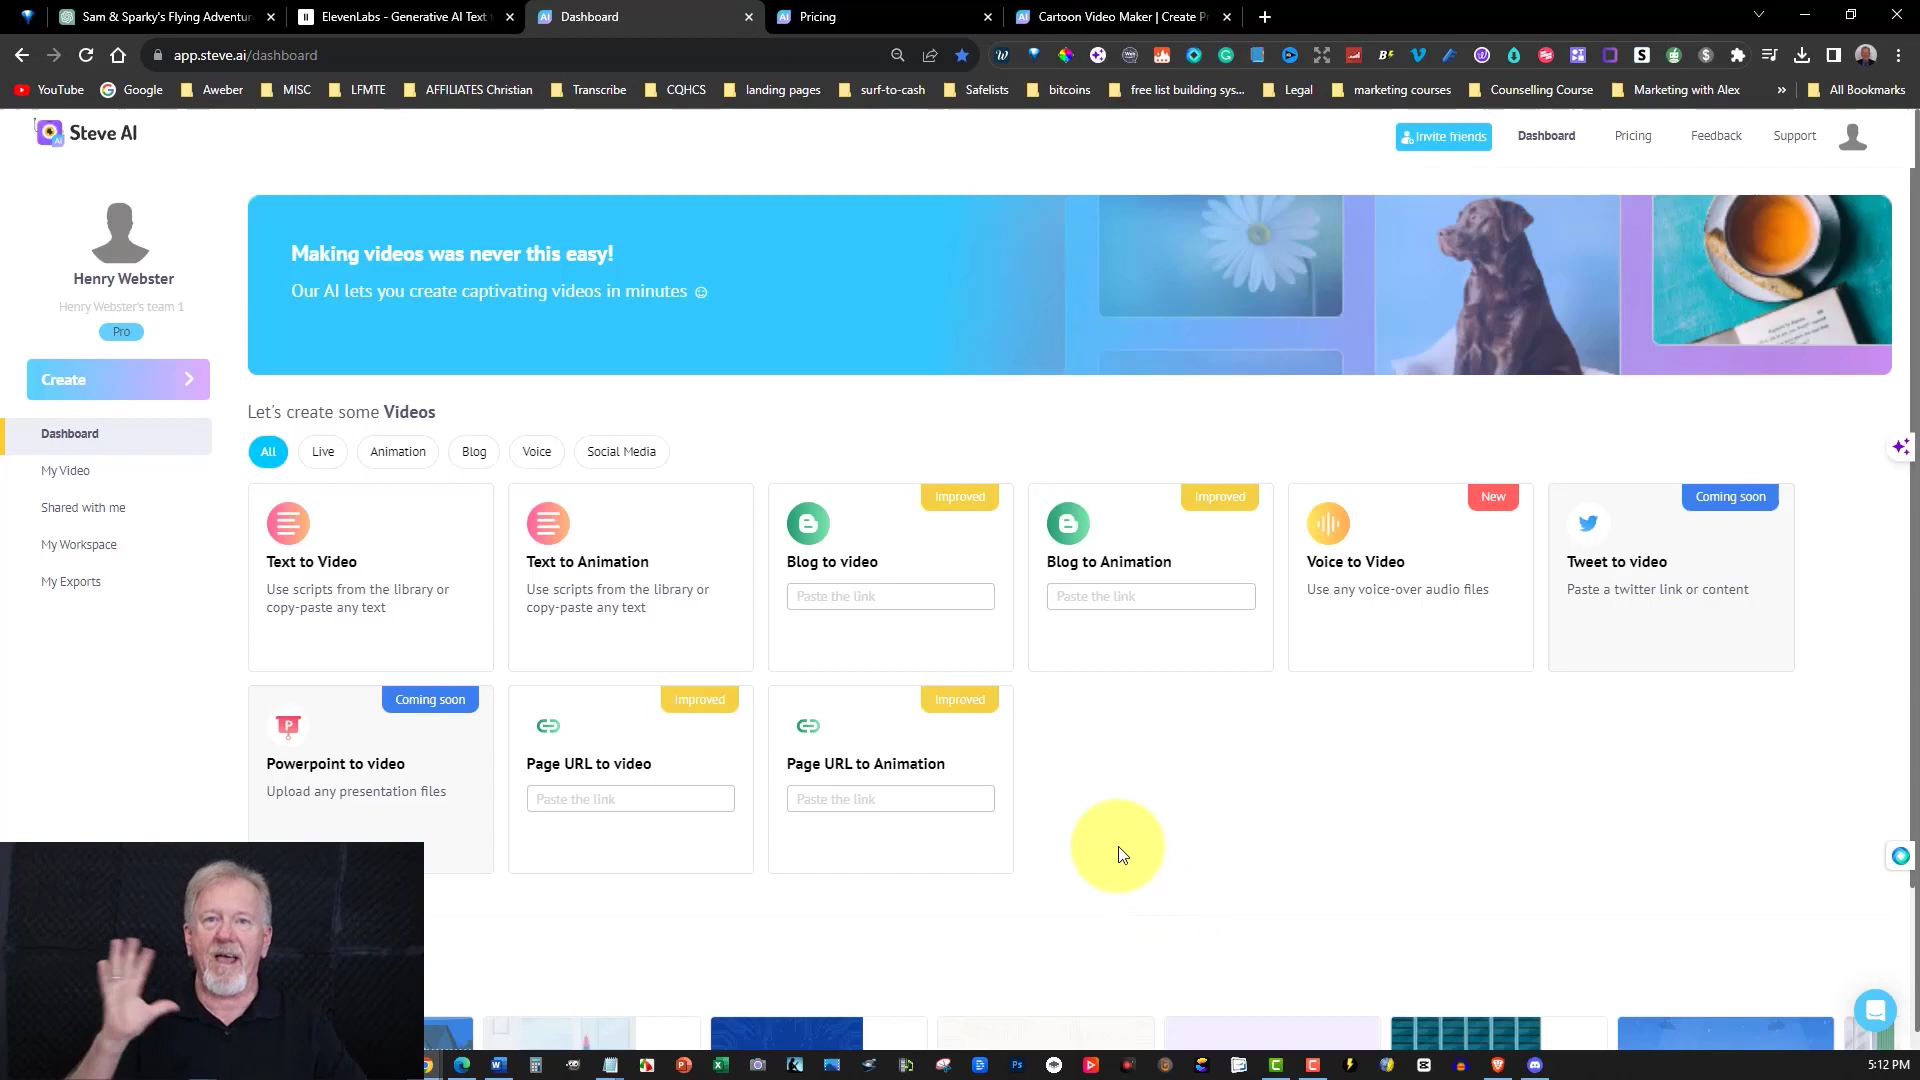 Sam & Sparky's Flying Adventur
ElevenLabs - Generative AI Text
Dashboard
Pricing
Cartoon Video Maker | Create P
app.steve.ai/dashboard
YouTube
Google
Aweber
MISC
LFMTE
AFFILIATES Christian
Transcribe
CQHCS
landing pages
surf-to-cash
Safelists
bitcoins
free list building sys...
Legal
marketing courses
Counselling Course
Marketing with Alex
»
All Bookmarks
Steve AI
Invite friends
Dashboard
Pricing
Feedback
Support
Henry Webster
Henry Webster's team 1
Pro
Create
Dashboard
My Video
Shared with me
My Workspace
My Exports
Making videos was never this easy!
Our AI lets you create captivating videos in minutes ☺
Let's create some Videos
All
Live
Animation
Blog
Voice
Social Media
Text to Video
Use scripts from the library or
copy-paste any text
Text to Animation
Use scripts from the library or
copy-paste any text
Improved
Blog to video
Paste the link
Improved
Blog to Animation
Paste the link
New
Voice to Video
Use any voice-over audio files
Coming soon
Tweet to video
Paste a twitter link or content
Coming soon
Powerpoint to video
Upload any presentation files
Improved
Page URL to video
Paste the link
Improved
Page URL to Animation
Paste the link
5:12 PM